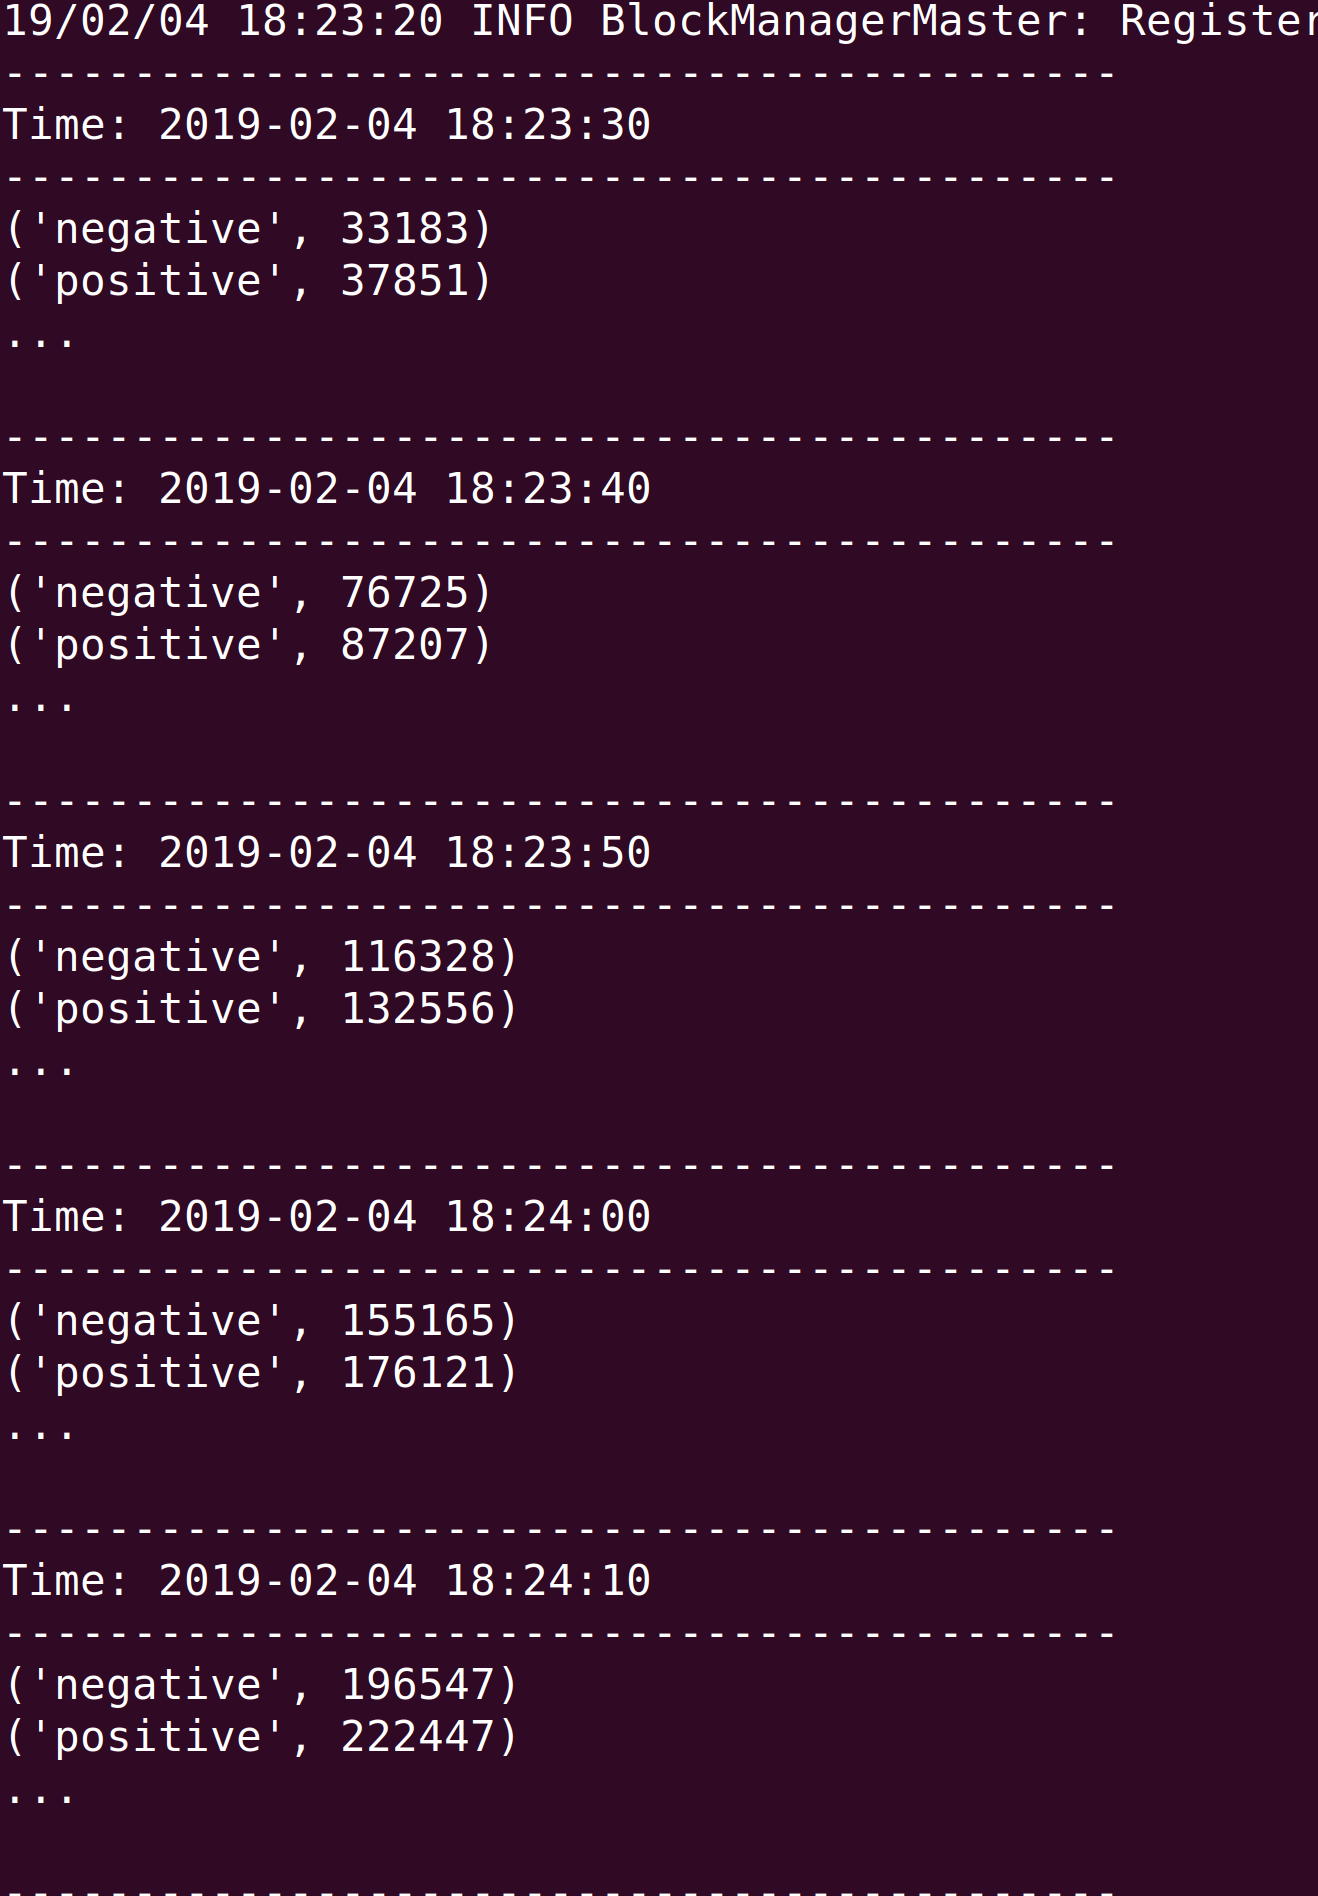 19/02/04 18:23:20 INFO BlockManagerMaster: Register
-------------------------------------------
Time: 2019-02-04 18:23:30
-------------------------------------------
('negative', 33183)
('positive', 37851)
...
-------------------------------------------
Time: 2019-02-04 18:23:40
-------------------------------------------
('negative', 76725)
('positive', 87207)
...
-------------------------------------------
Time: 2019-02-04 18:23:50
-------------------------------------------
('negative', 116328)
('positive', 132556)
...
-------------------------------------------
Time: 2019-02-04 18:24:00
-------------------------------------------
('negative', 155165)
('positive', 176121)
...
-------------------------------------------
Time: 2019-02-04 18:24:10
-------------------------------------------
('negative', 196547)
('positive', 222447)
...
-------------------------------------------